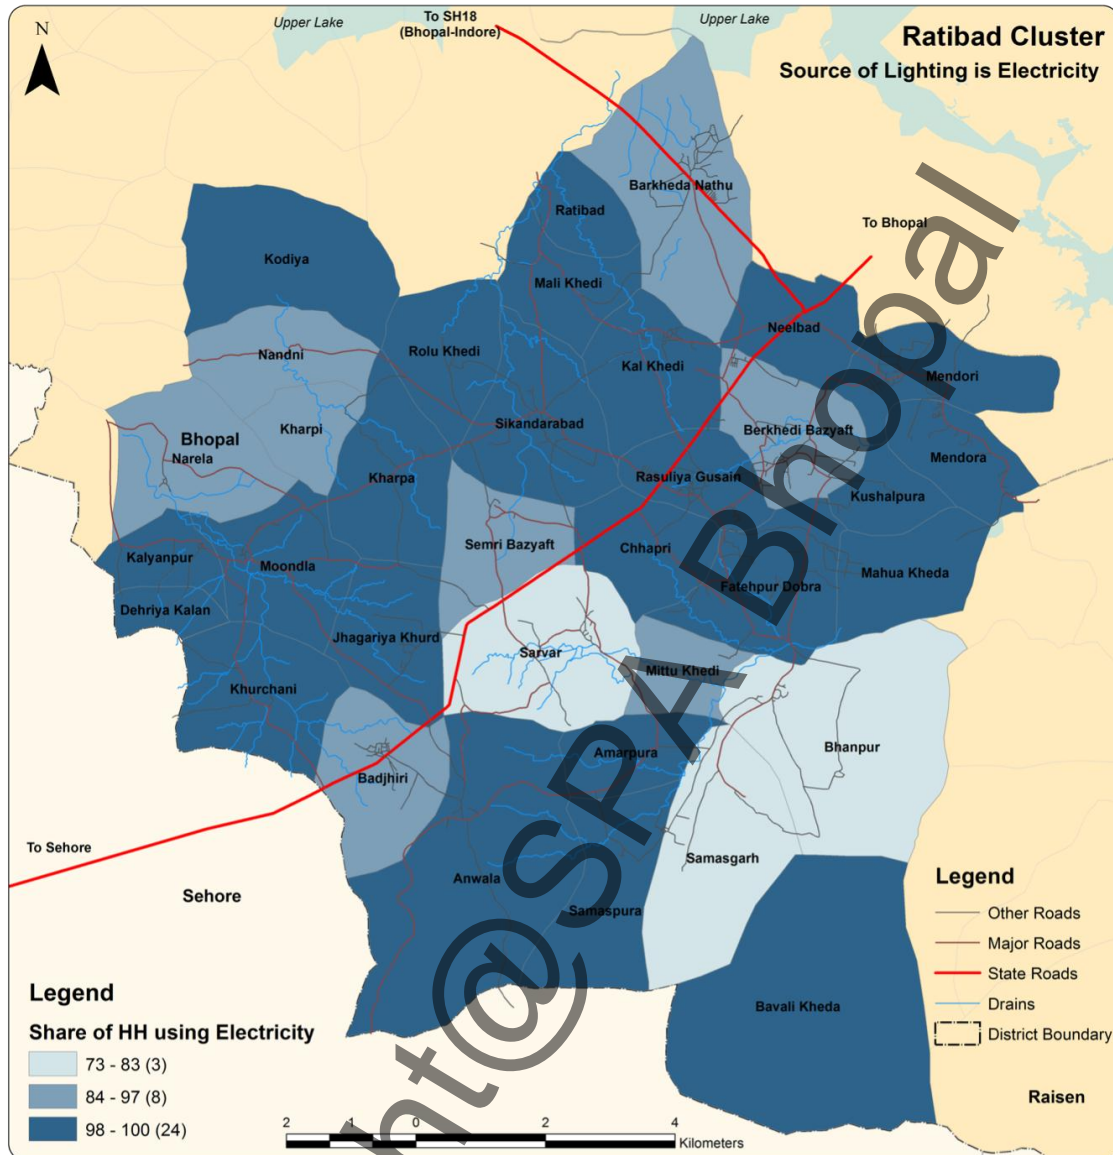 N
Upper Lake
To SH18
(Bhopal-Indore)
Upper Lake
Ratibad Cluster
Source of Lighting is Electricity
Barkheda Nathu
Ratibad
To Bhopal
Kodiya
Mali Khedi
Neelbad
Nandni
Rolu Khedi
Kal Khedi
Mendori
Sikandarabad
Kharpi
Bhopal
Berkhedi Bazyaft
Narela
Mendora
Kharpa
Rasuliya Gusain
Kushalpura
Semri Bazyaft
Chhapri
Kalyanpur
Moondla
Mahua Kheda
Fatehpur Dobra
Dehriya Kalan
Jhagariya Khurd
Sarvar
Mittu Khedi
Khurchani
Amarpura
Bhanpur
Badjhiri
To Sehore
Samasgarh
Anwala
Sehore
Samaspura
Bavali Kheda
Raisen
Legend
Other Roads
Major Roads
State Roads
Drains
District Boundary
Legend
Share of HH using Electricity
73 - 83 (3)
84 - 97 (8)
98 - 100 (24)
2 1 0 2 4
Kilometers
ht@SPA Bhopal